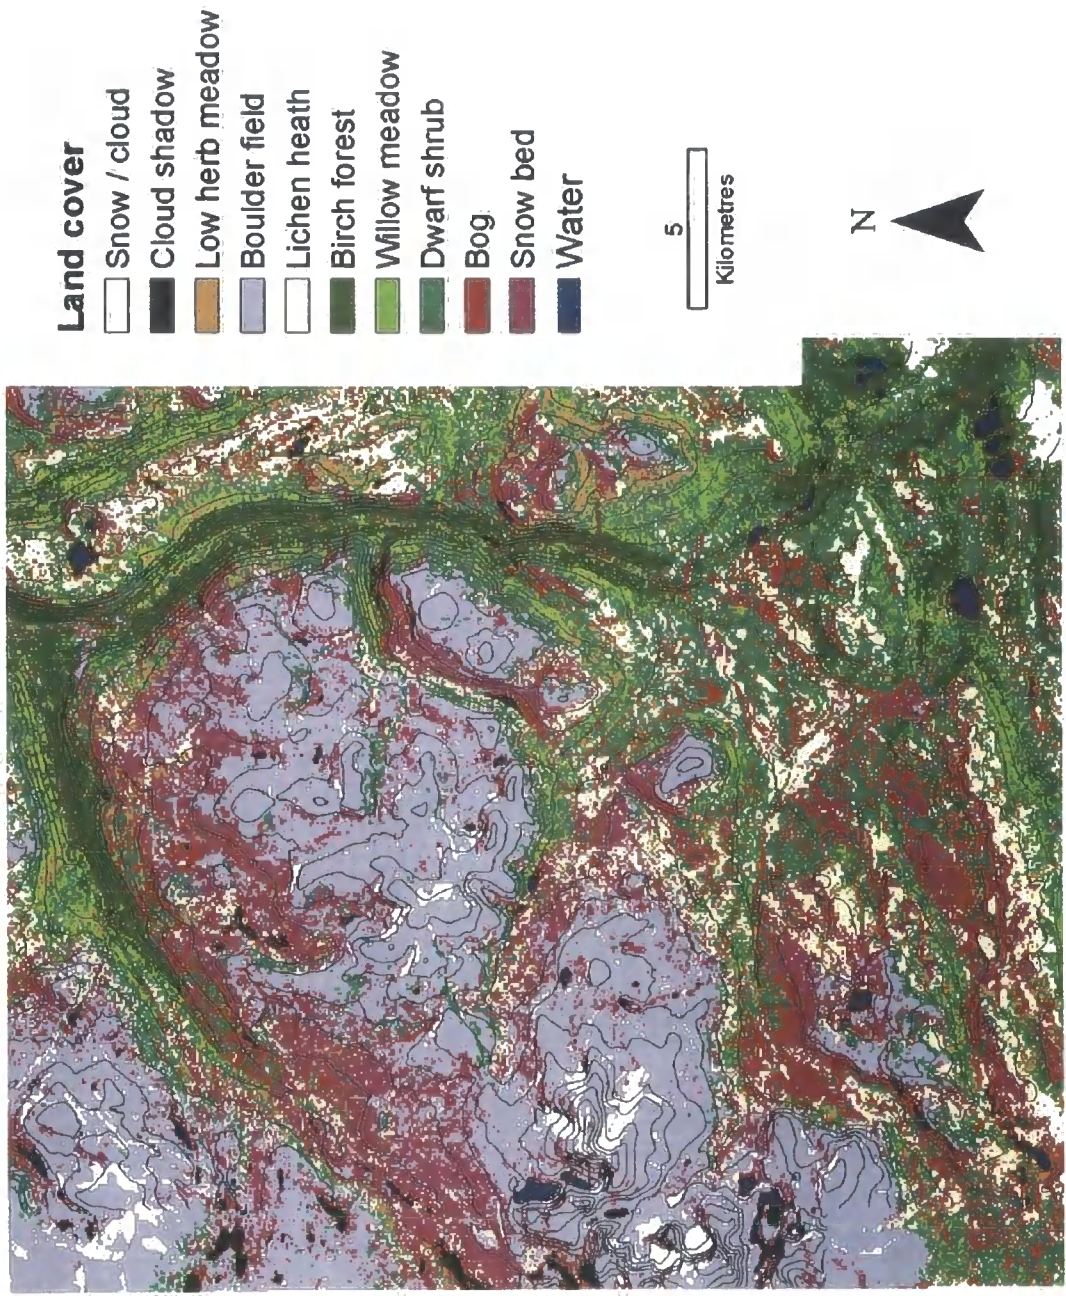 Land cover
Snow / cloud
Cloud shadow
Low herb meadow
Boulder field
Lichen heath
Birch forest
Willow meadow
Dwarf shrub
Bog
Snow bed
Water
5
Kilometres
N